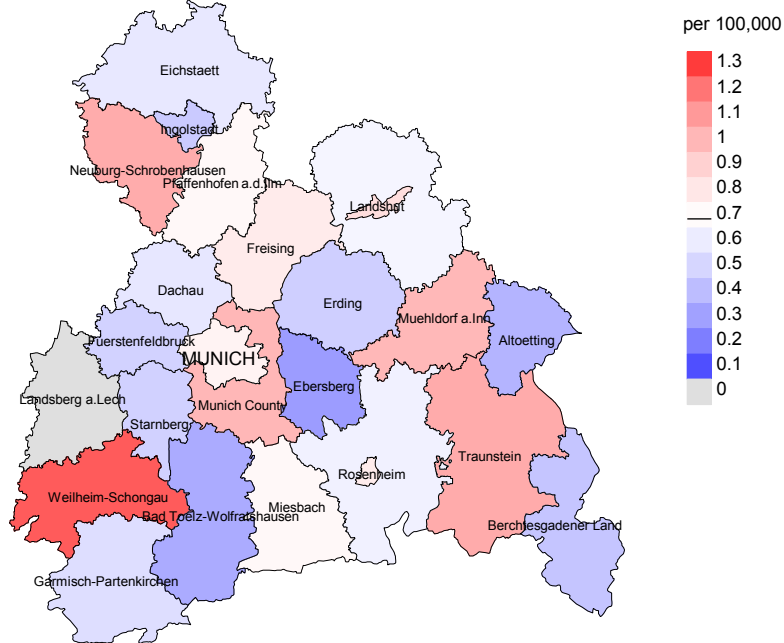 per 100,000
Eichstaett
1.3
1.2
1.1
1
0.9
0.8
0.7
0.6
0.5
0.4
0.3
0.2
0.1
0
Ingolstadt
Neuburg-Schrobenhausen
Pfaffenhofen a.d.Ilm
Landshut
Freising
Dachau
Erding
Muehldorf a.Inn
Fuerstenfeldbruck
Altoetting
MUNICH
Ebersberg
Landsberg a.Lech
Munich County
Starnberg
Traunstein
Rosenheim
Weilheim-Schongau
Miesbach
Bad Toelz-Wolfratshausen
Berchtesgadener Land
Garmisch-Partenkirchen